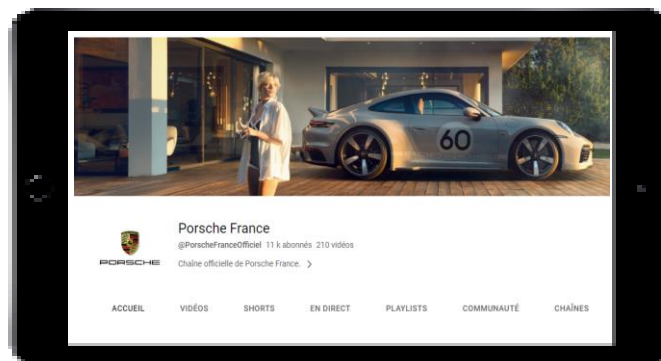 60
Porsche France
@PorscheFranceOfficiel 11 k abonnés 210 vidéos
Chaîne officielle de Porsche France. >
PORSCHE
ACCUEIL VIDÉOS SHORTS EN DIRECT PLAYLISTS COMMUNAUTÉ CHAÎNES